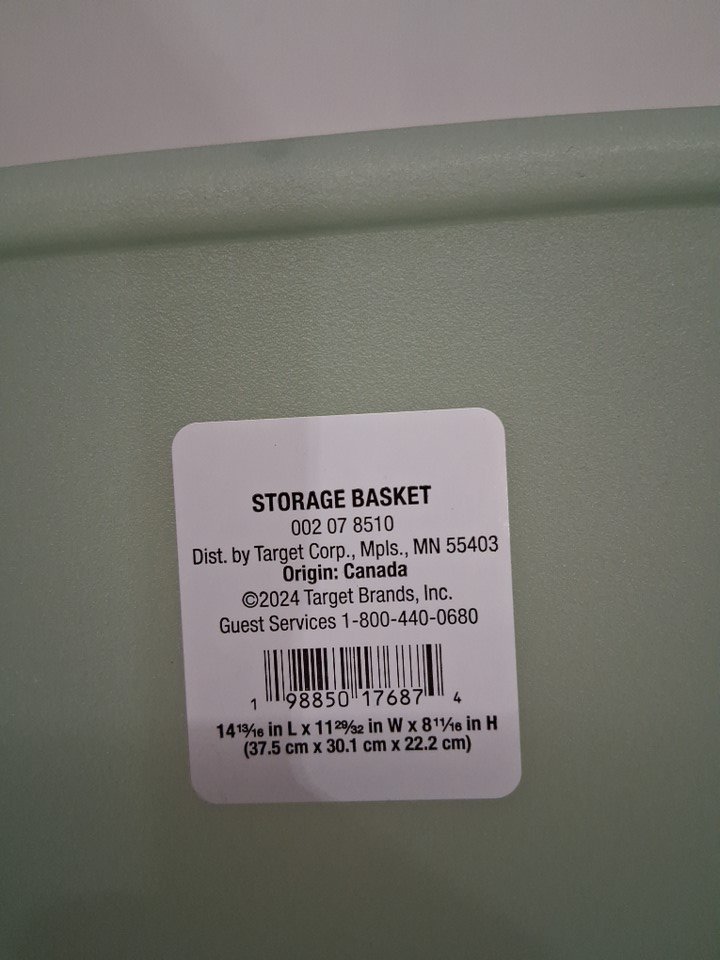 STORAGE BASKET
002 07 8510
Dist. by Target Corp., Mpls., MN 55403
Origin: Canada
©2024 Target Brands, Inc.
Guest Services 1-800-440-0680
1 98850 17687 4
14 13/16 in L x 11 29/32 in W x 8 11/16 in H
(37.5 cm x 30.1 cm x 22.2 cm)